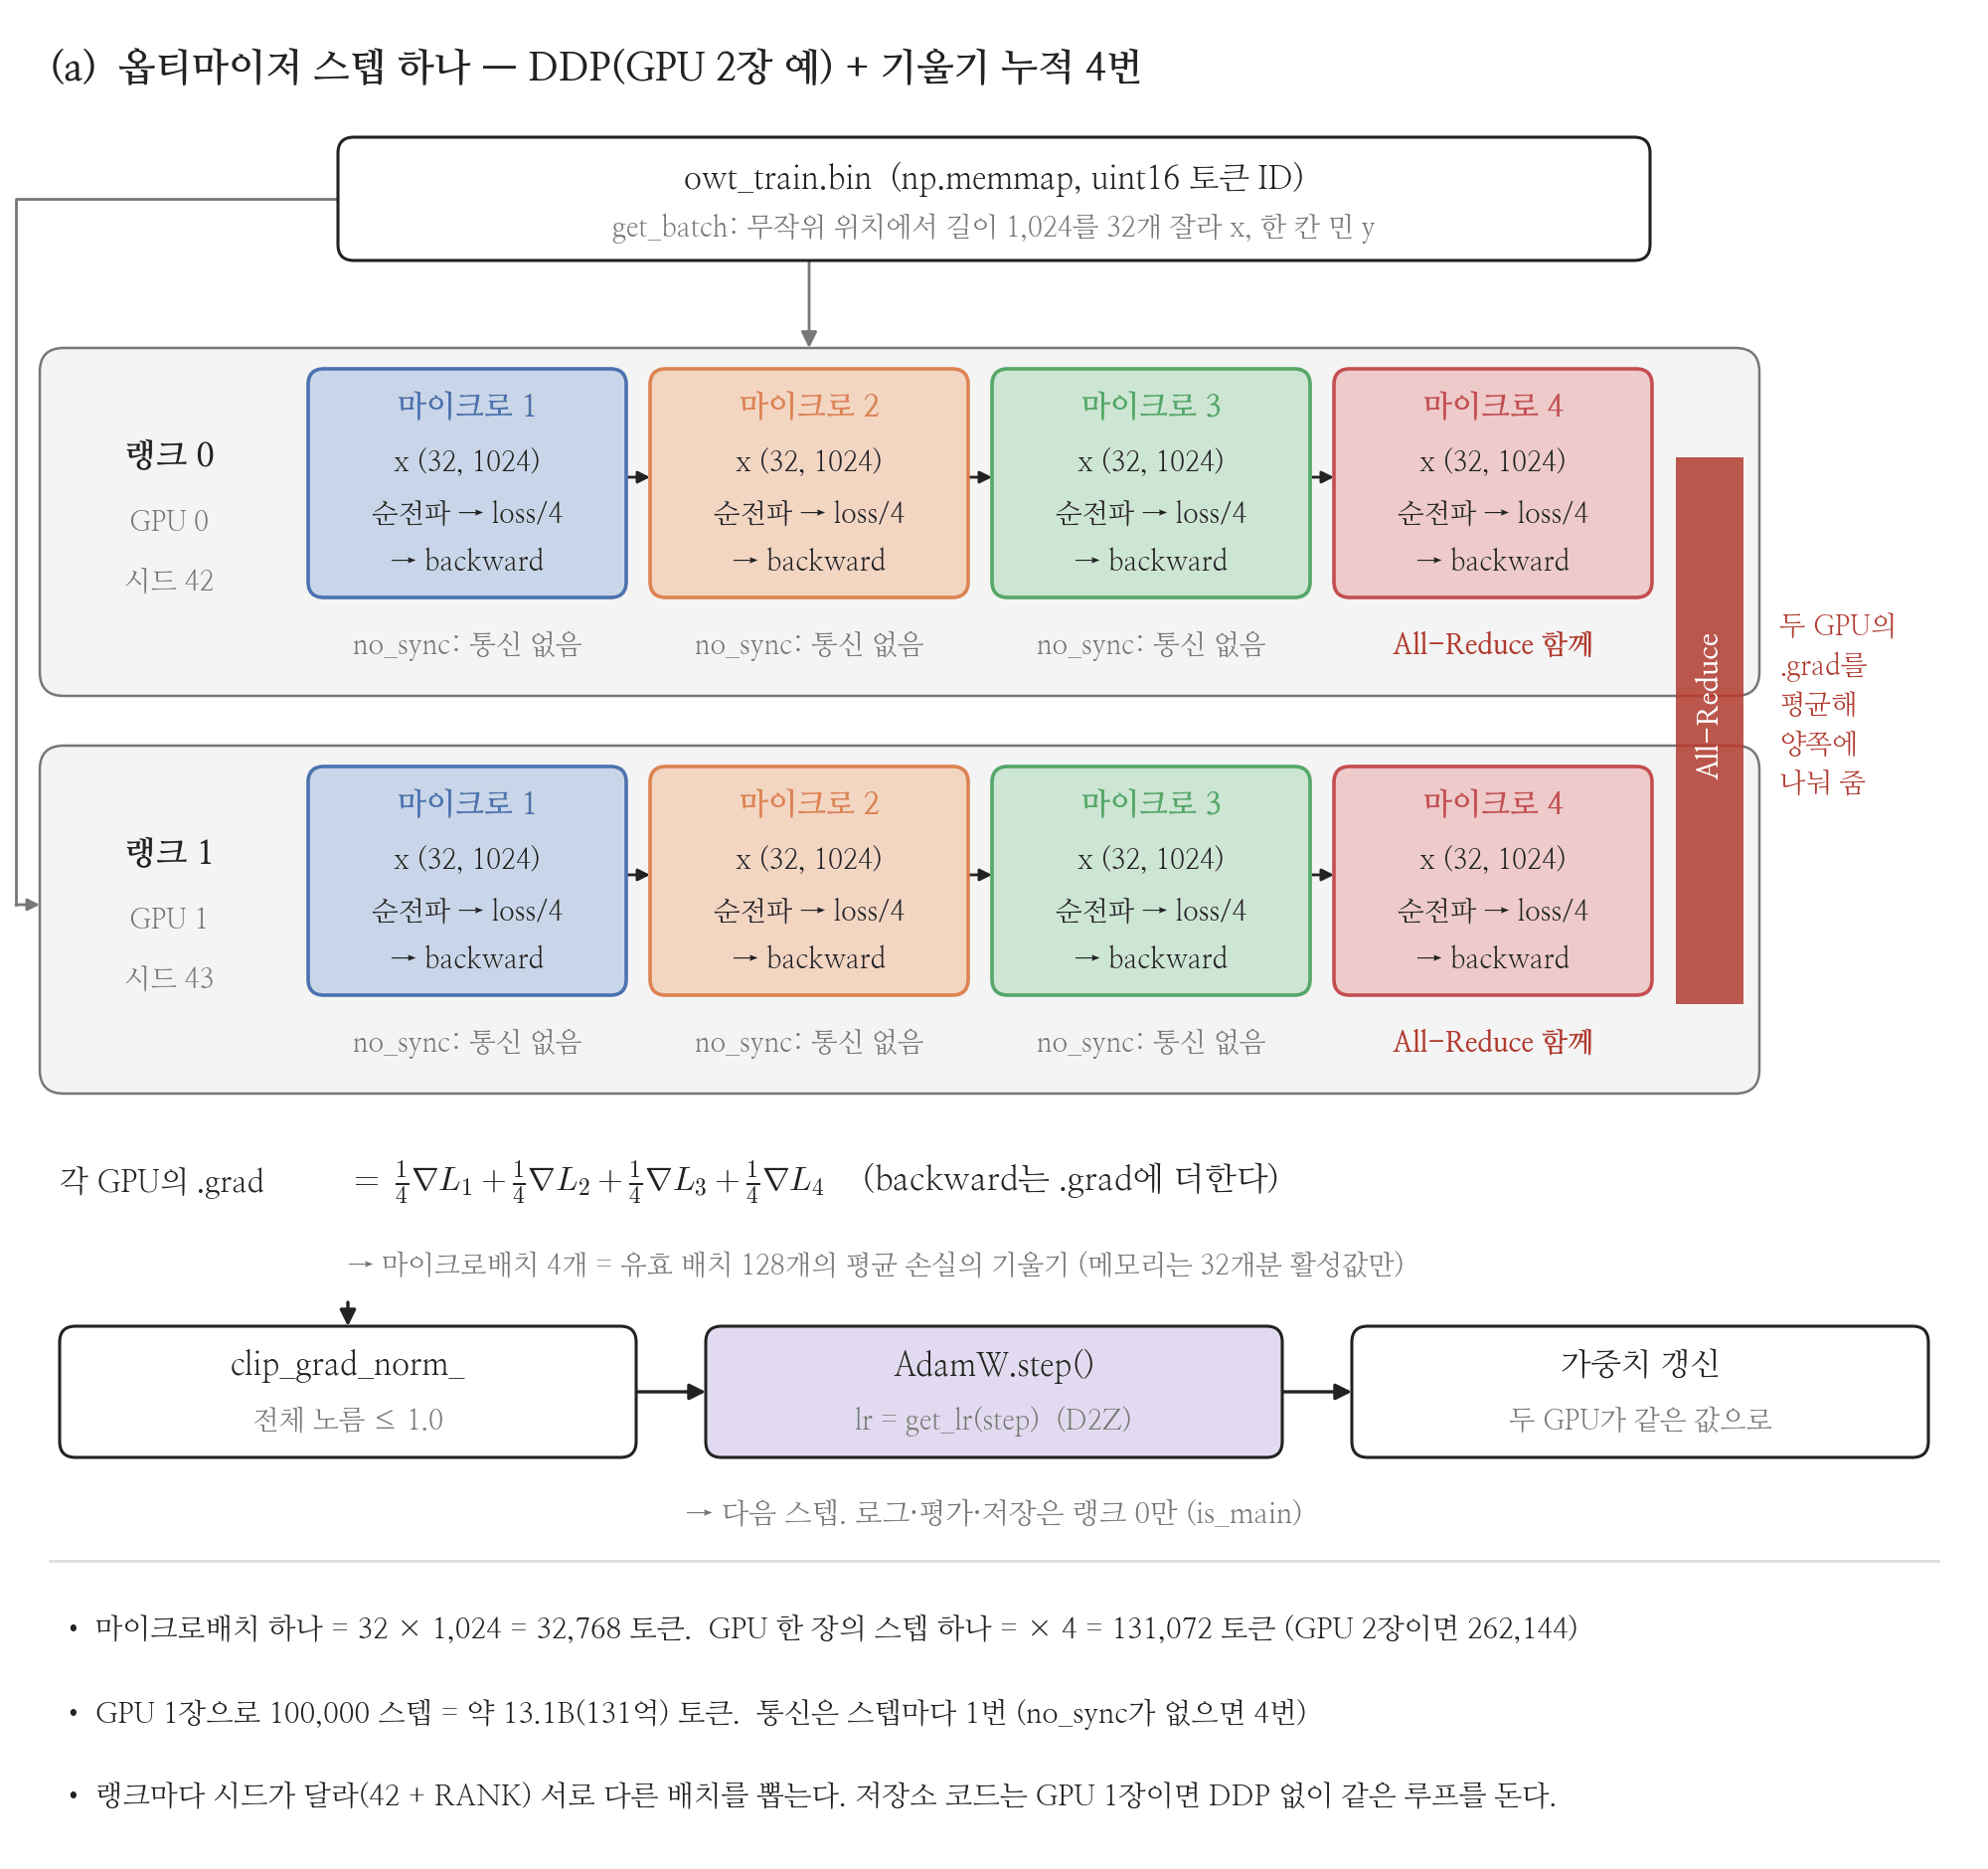 (a) 옵티마이저 스텝 하나 — DDP(GPU 2장 예) + 기울기 누적 4번
owt_train.bin (np.memmap, uint16 토큰 ID)
get_batch: 무작위 위치에서 길이 1,024를 32개 잘라 x, 한 칸 민 y
랭크 0
GPU 0
시드 42
마이크로 1
x (32, 1024)
순전파 → loss/4
→ backward
no_sync: 통신 없음
마이크로 2
x (32, 1024)
순전파 → loss/4
→ backward
no_sync: 통신 없음
마이크로 3
x (32, 1024)
순전파 → loss/4
→ backward
no_sync: 통신 없음
마이크로 4
x (32, 1024)
순전파 → loss/4
→ backward
All-Reduce 함께
랭크 1
GPU 1
시드 43
마이크로 1
x (32, 1024)
순전파 → loss/4
→ backward
no_sync: 통신 없음
마이크로 2
x (32, 1024)
순전파 → loss/4
→ backward
no_sync: 통신 없음
마이크로 3
x (32, 1024)
순전파 → loss/4
→ backward
no_sync: 통신 없음
마이크로 4
x (32, 1024)
순전파 → loss/4
→ backward
All-Reduce 함께
All-Reduce
두 GPU의
.grad를
평균해
양쪽에
나눠 줌
각 GPU의 .grad = 1/4 ∇L₁ + 1/4 ∇L₂ + 1/4 ∇L₃ + 1/4 ∇L₄ (backward는 .grad에 더한다)
→ 마이크로배치 4개 = 유효 배치 128개의 평균 손실의 기울기 (메모리는 32개분 활성값만)
clip_grad_norm_
전체 노름 ≤ 1.0
AdamW.step()
lr = get_lr(step) (D2Z)
가중치 갱신
두 GPU가 같은 값으로
→ 다음 스텝. 로그·평가·저장은 랭크 0만 (is_main)
• 마이크로배치 하나 = 32 × 1,024 = 32,768 토큰. GPU 한 장의 스텝 하나 = × 4 = 131,072 토큰 (GPU 2장이면 262,144)
• GPU 1장으로 100,000 스텝 = 약 13.1B(131억) 토큰. 통신은 스텝마다 1번 (no_sync가 없으면 4번)
• 랭크마다 시드가 달라(42 + RANK) 서로 다른 배치를 뽑는다. 저장소 코드는 GPU 1장이면 DDP 없이 같은 루프를 돈다.